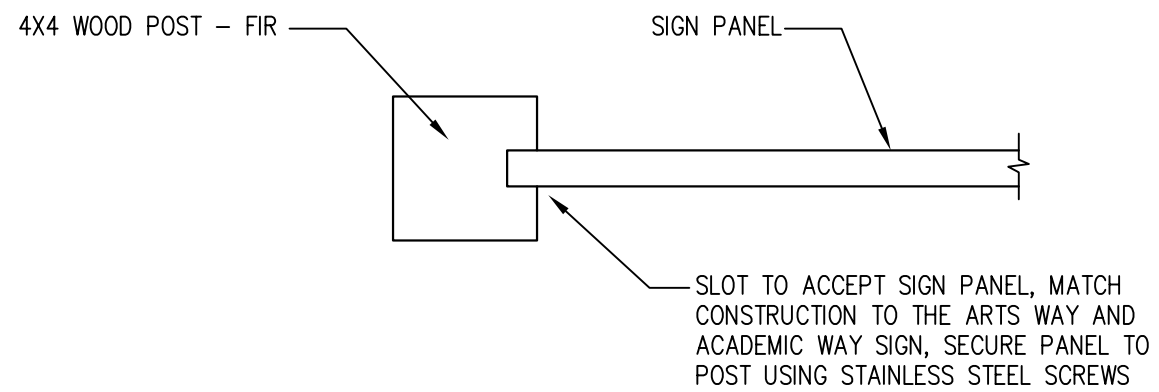 4X4 WOOD POST – FIR
SIGN PANEL
SLOT TO ACCEPT SIGN PANEL, MATCH
CONSTRUCTION TO THE ARTS WAY AND
ACADEMIC WAY SIGN, SECURE PANEL TO
POST USING STAINLESS STEEL SCREWS